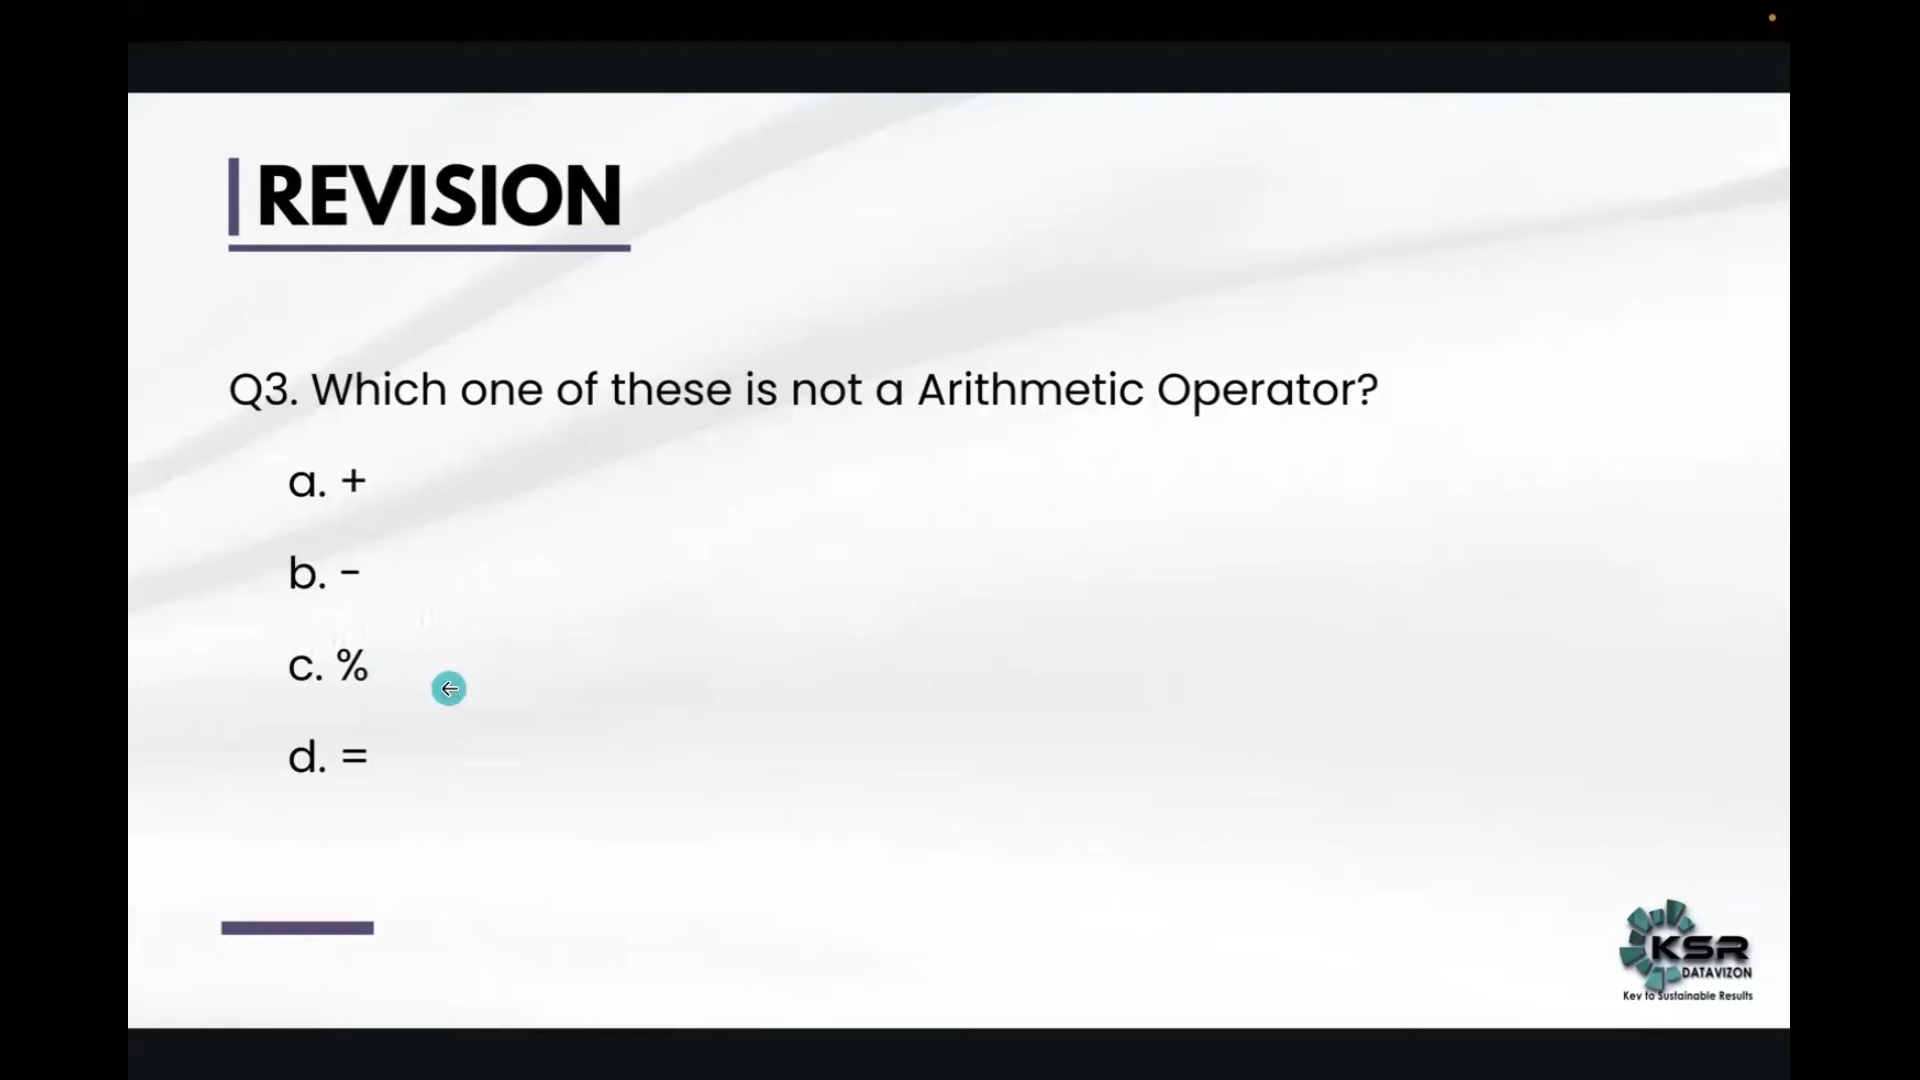 REVISION
Q3. Which one of these is not a Arithmetic Operator?
a. +
b. -
c. %
d. =
KSR
DATAVIZON
Key to Sustainable Results